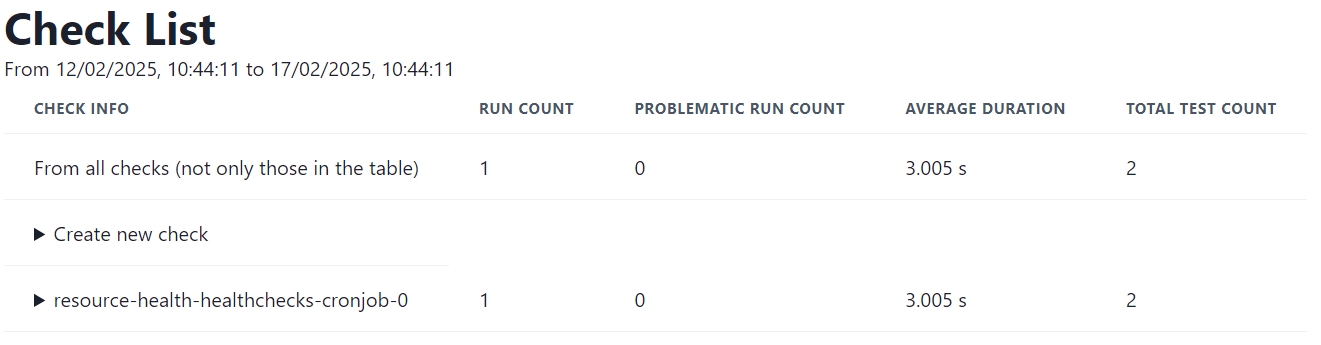 Check List
From 12/02/2025, 10:44:11 to 17/02/2025, 10:44:11
CHECK INFO RUN COUNT PROBLEMATIC RUN COUNT AVERAGE DURATION TOTAL TEST COUNT
From all checks (not only those in the table) 1 0 3.005 s 2
▶ Create new check
▶ resource-health-healthchecks-cronjob-0 1 0 3.005 s 2